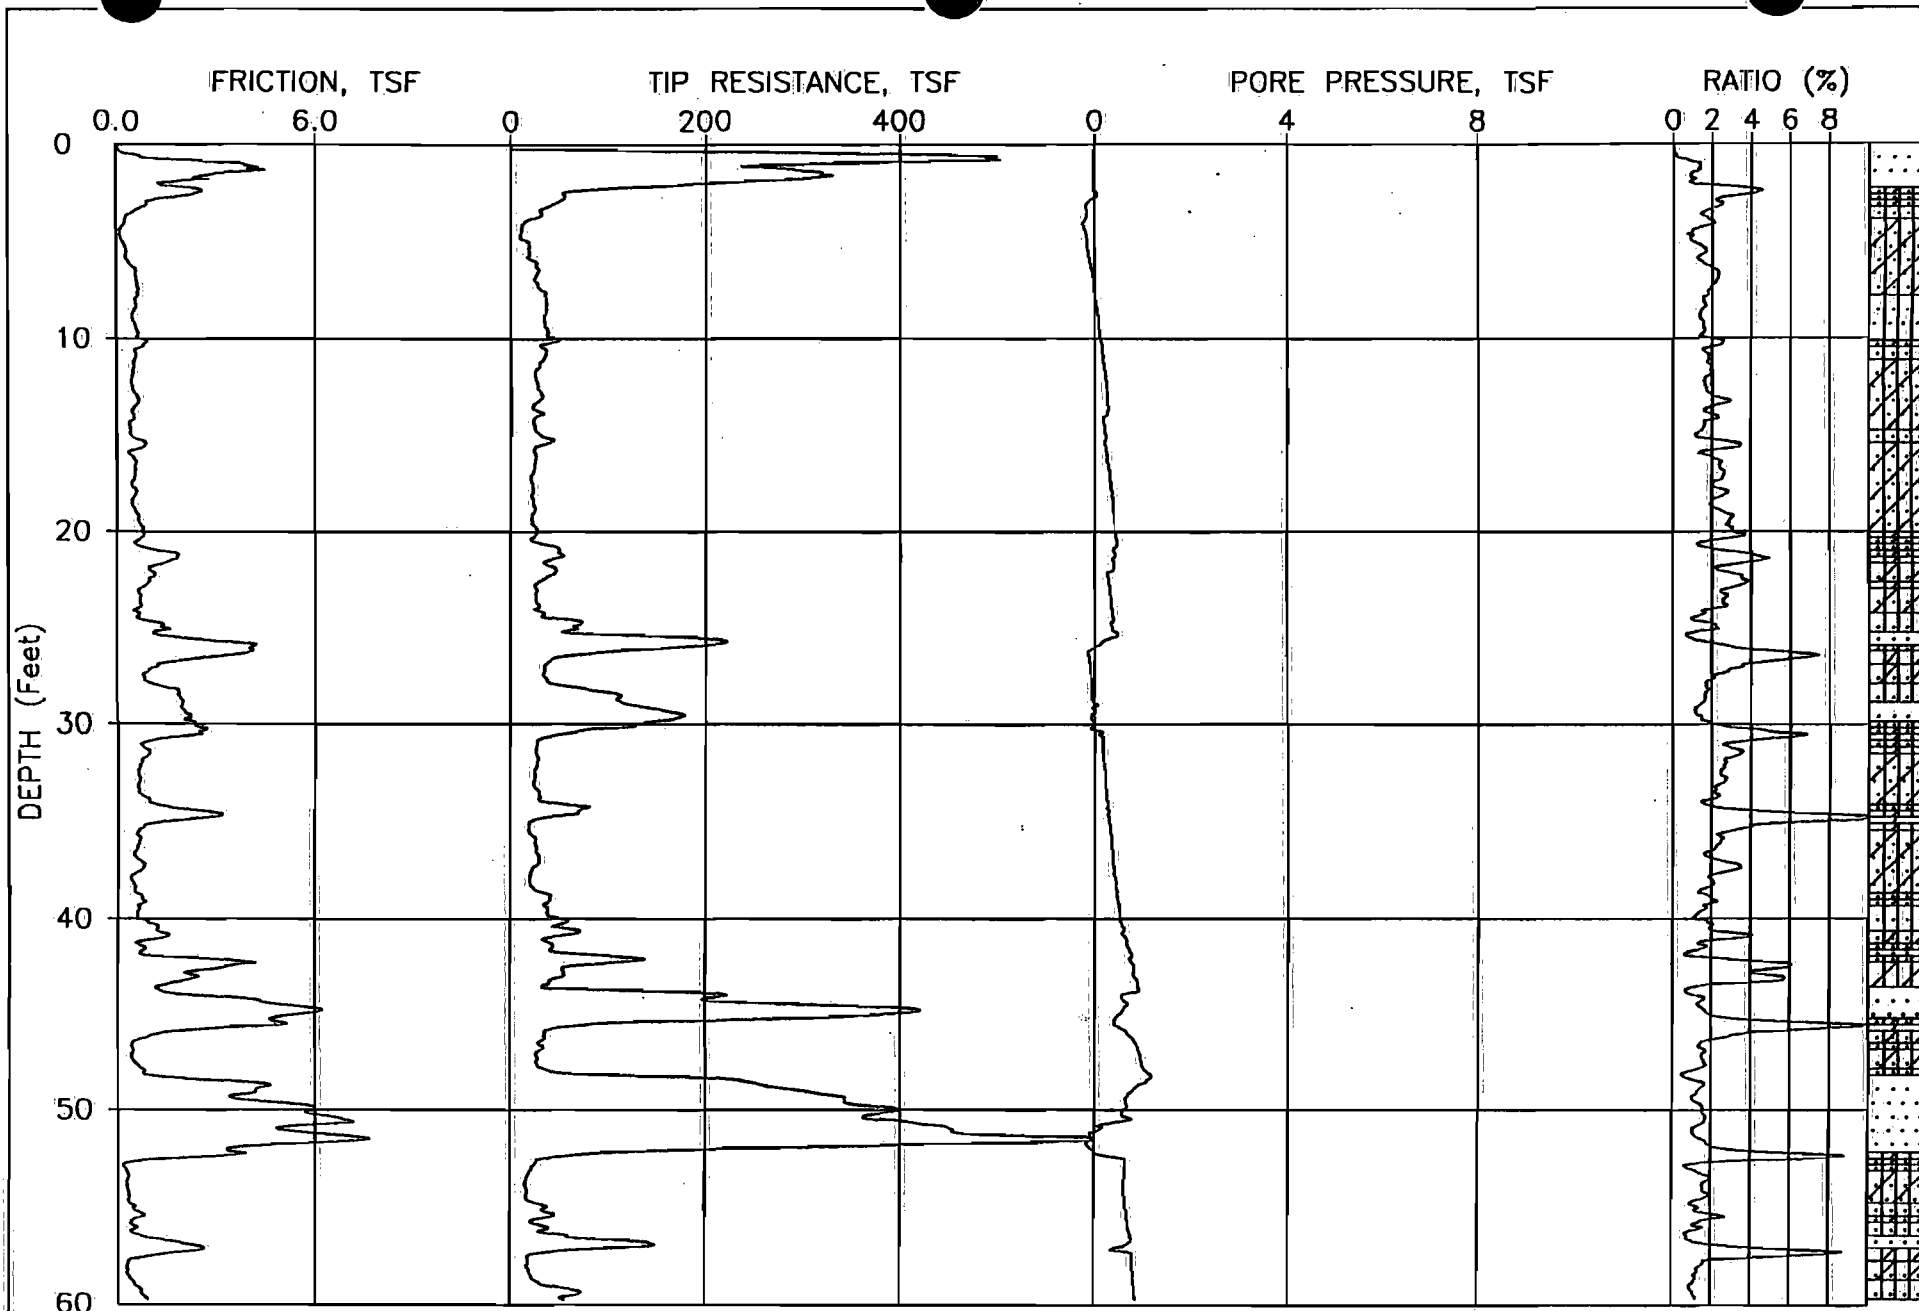 FRICTION, TSF TIP RESISTANCE, TSF PORE PRESSURE, TSF RATIO (%)
0.0 6.0 0 200 400 0 4 8 0 2 4 6 8
0
10
20
30
40
50
60
DEPTH (Feet)